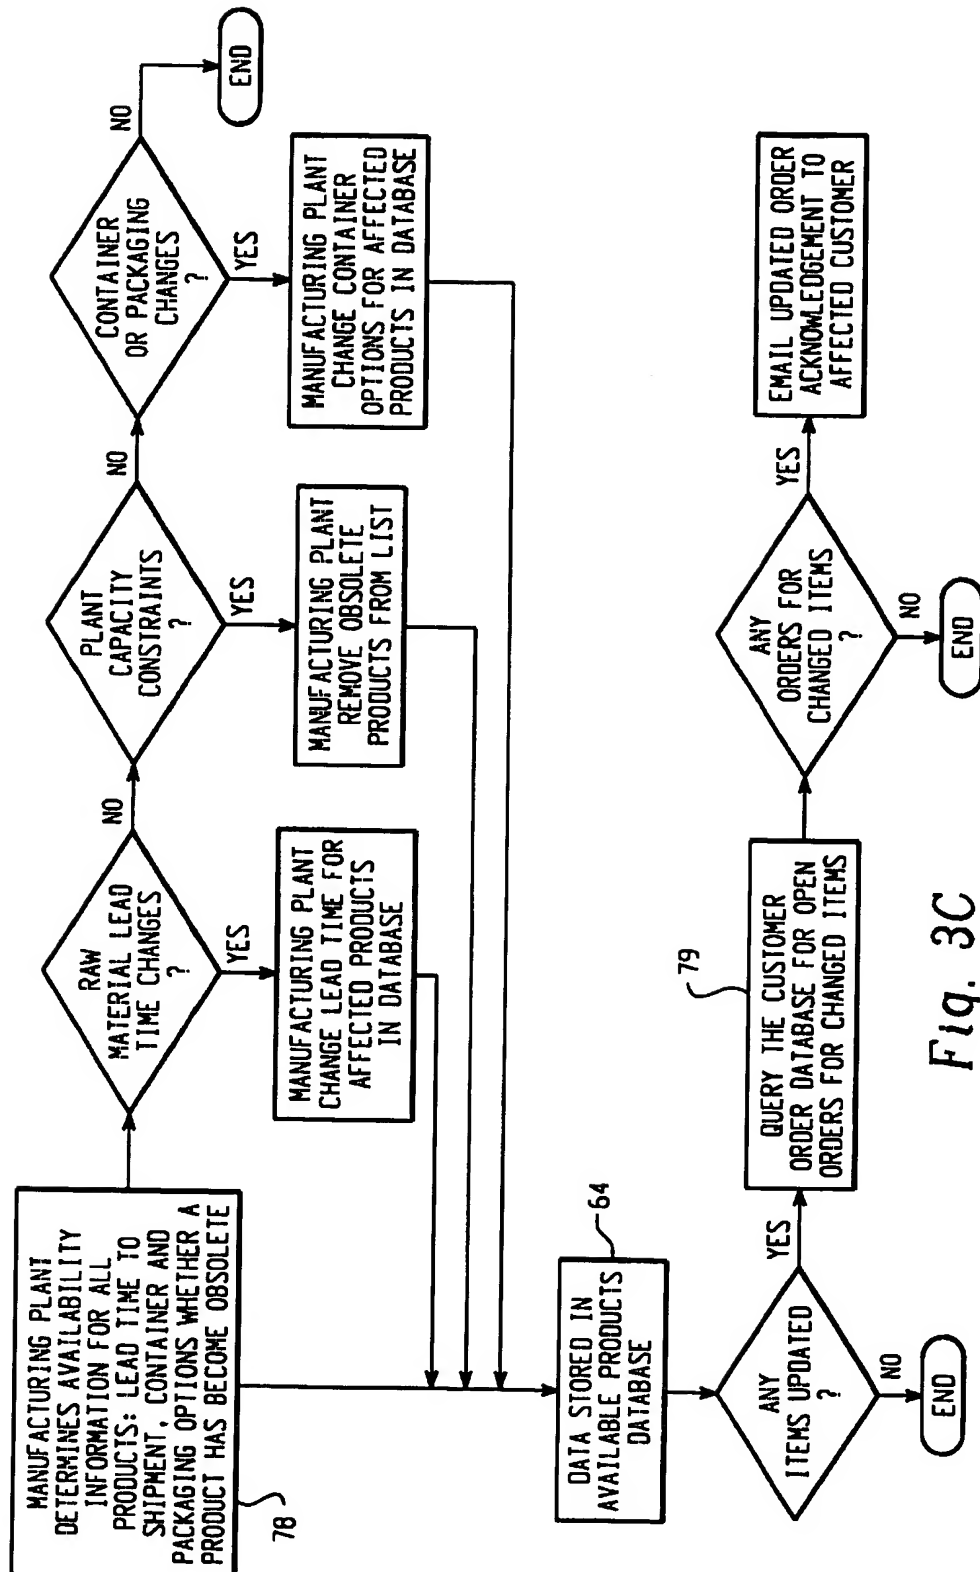 MANUFACTURING PLANT
DETERMINES AVAILABILITY
INFORMATION FOR ALL
PRODUCTS: LEAD TIME TO
SHIPMENT, CONTAINER AND
PACKAGING OPTIONS WHETHER A
PRODUCT HAS BECOME OBSOLETE
78
RAW
MATERIAL LEAD
TIME CHANGES
?
NO
YES
MANUFACTURING PLANT
CHANGE LEAD TIME FOR
AFFECTED PRODUCTS
IN DATABASE
PLANT
CAPACITY
CONSTRAINTS
?
NO
YES
MANUFACTURING PLANT
REMOVE OBSOLETE
PRODUCTS FROM LIST
CONTAINER
OR PACKAGING
CHANGES
?
NO
END
YES
MANUFACTURING PLANT
CHANGE CONTAINER
OPTIONS FOR AFFECTED
PRODUCTS IN DATABASE
DATA STORED IN
AVAILABLE PRODUCTS
DATABASE
64
ANY
ITEMS UPDATED
?
NO
END
YES
QUERY THE CUSTOMER
ORDER DATABASE FOR OPEN
ORDERS FOR CHANGED ITEMS
79
ANY
ORDERS FOR
CHANGED ITEMS
?
NO
END
YES
EMAIL UPDATED ORDER
ACKNOWLEDGEMENT TO
AFFECTED CUSTOMER
Fig. 3C